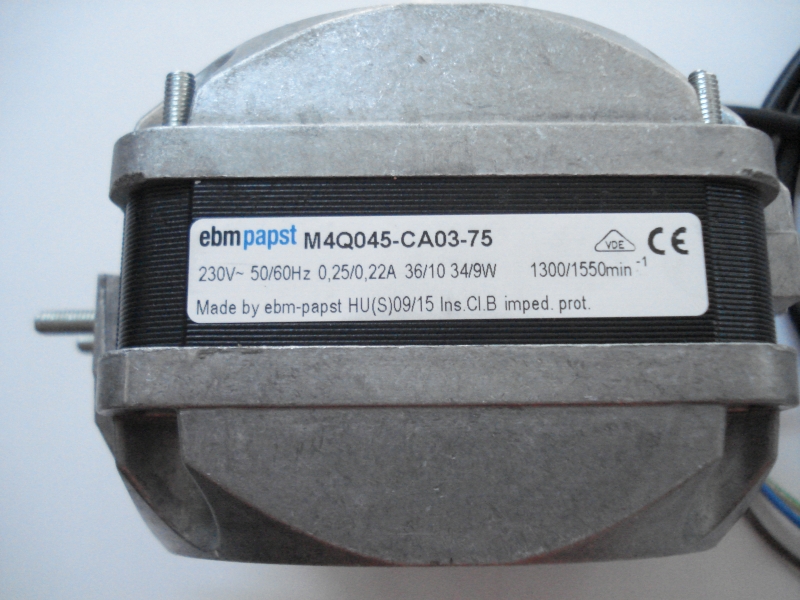 ebmpapst M4Q045-CA03-75 VDE CE
230V~ 50/60Hz 0,25/0,22A 36/10 34/9W 1300/1550min -1
Made by ebm-papst HU(S)09/15 Ins.Cl.B imped. prot.